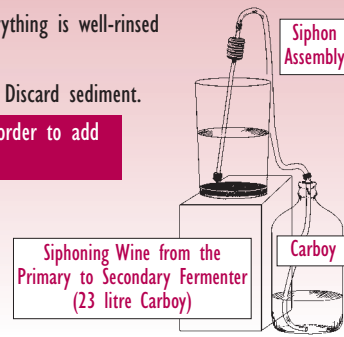 rything is well-rinsed
Discard sediment.
order to add
Siphon
Assembly
Siphoning Wine from the
Primary to Secondary Fermenter
(23 litre Carboy)
Carboy